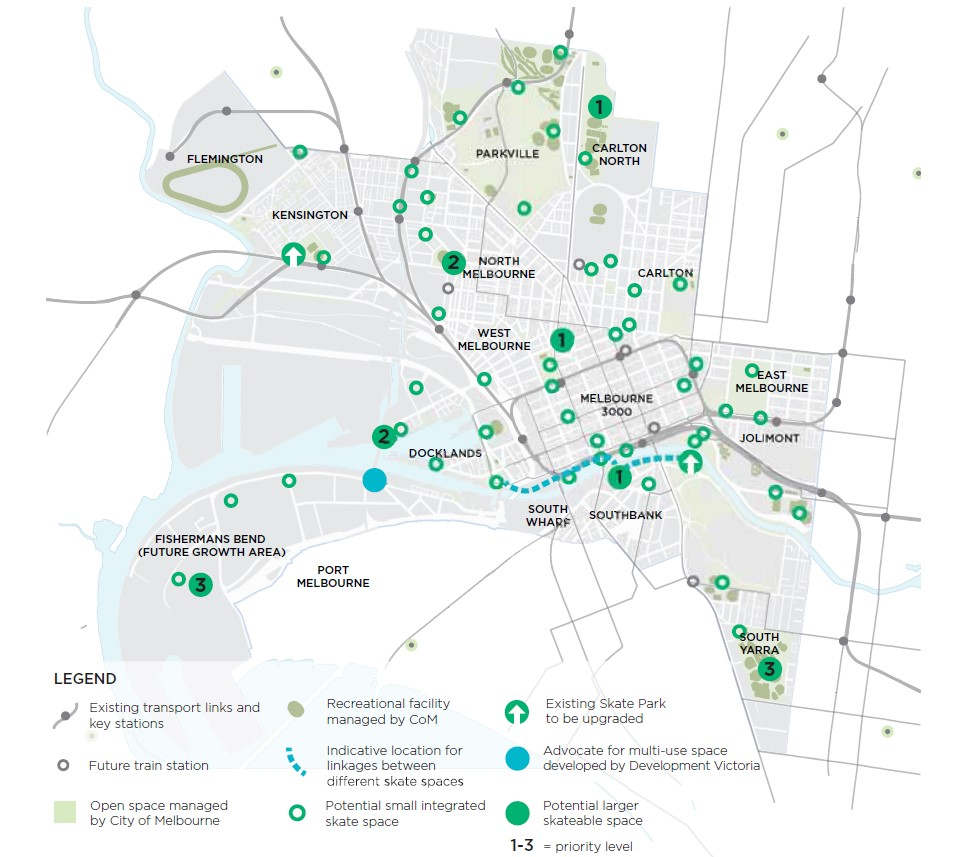 1
PARKVILLE
CARLTON
NORTH
FLEMINGTON
KENSINGTON
2
NORTH
MELBOURNE
CARLTON
WEST
MELBOURNE
1
EAST
MELBOURNE
MELBOURNE
3000
2
DOCKLANDS
JOLIMONT
1
SOUTH
WHARF
SOUTHBANK
FISHERMANS BEND
(FUTURE GROWTH AREA)
PORT
MELBOURNE
3
SOUTH
YARRA
3
LEGEND
Existing transport links and
key stations
Future train station
Open space managed
by City of Melbourne
Recreational facility
managed by CoM
Indicative location for
linkages between
different skate spaces
Potential small integrated
skate space
Existing Skate Park
to be upgraded
Advocate for multi-use space
developed by Development Victoria
Potential larger
skateable space
1-3 = priority level